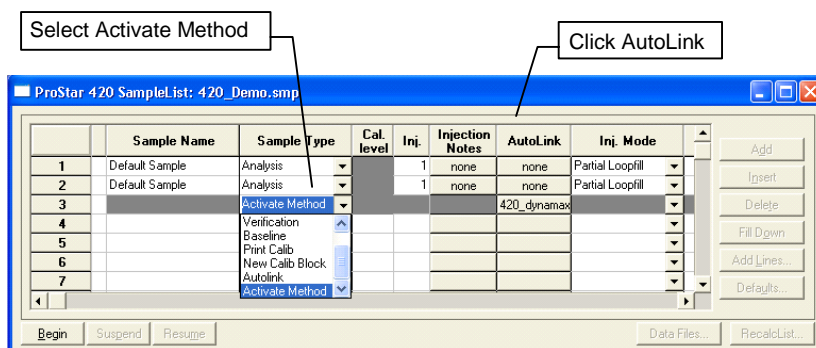 Select Activate Method
Click AutoLink
ProStar 420 SampleList: 420_Demo.smp
Sample Name Sample Type Cal. level Inj. Injection Notes AutoLink Inj. Mode
1 Default Sample Analysis 1 none none Partial Loopfill
2 Default Sample Analysis 1 none none Partial Loopfill
3 Activate Method 420_dynamax
4 Verification
5 Baseline
Print Calib
6 New Calib Block
Autolink
7 Activate Method
Add
Insert
Delete
Fill Down
Add Lines...
Defaults...
Begin Suspend Resume Data Files... RecalcList...